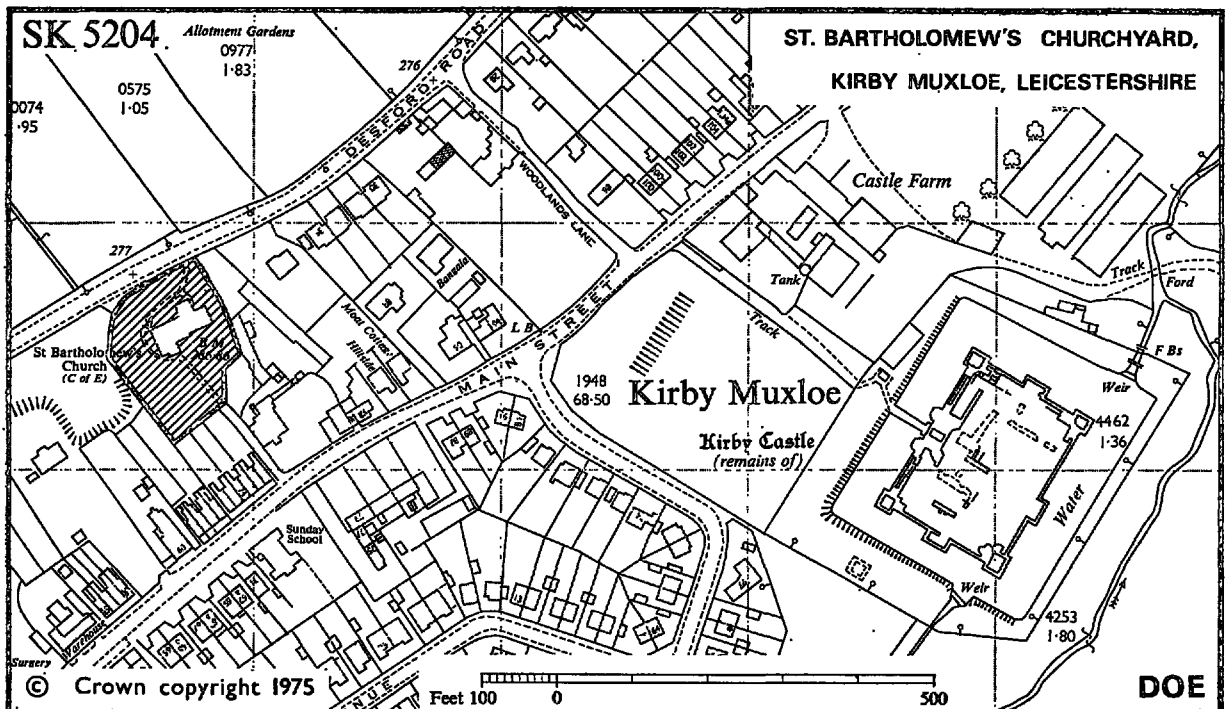 SK 5204
Allotment Gardens
0977
1·83
276
0575
1·05
0074
·95
ST. BARTHOLOMEW'S CHURCHYARD,
KIRBY MUXLOE, LEICESTERSHIRE
DESFORD ROAD
WOODLANDS LANE
Castle Farm
277
Tank
Track
Track
Ford
St Bartholomew's
Church
(C of E)
Moat Cottage
Hillside
L B
MAIN STREET
1948
68·50
Kirby Muxloe
Kirby Castle
(remains of)
F Bs
Weir
4462
1·36
Water
Sunday
School
Weir
4253
1·80
Warehouse
Surgery
© Crown copyright 1975
NUE
Feet 100 0 500
DOE